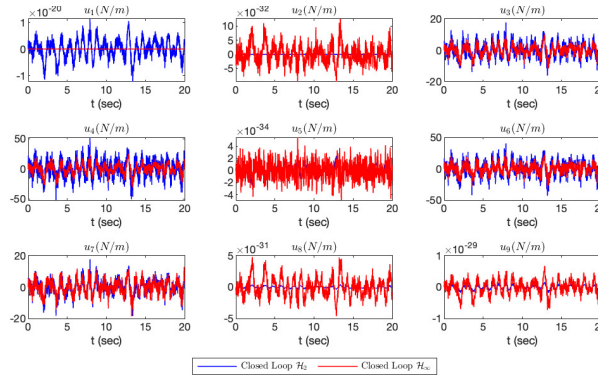 ×10⁻²⁰ u₁(N/m) ×10⁻³² u₂(N/m) u₃(N/m)
1 10 20
0 5 0
-1 0 -20
-5
0 5 10 15 20 0 5 10 15 20 0 5 10 15 20
t (sec) t (sec) t (sec)
u₄(N/m) ×10⁻³⁴ u₅(N/m) u₆(N/m)
50 4 50
0 2 0
-50 0 -50
-2
-4
0 5 10 15 20 0 5 10 15 20 0 5 10 15 20
t (sec) t (sec) t (sec)
u₇(N/m) ×10⁻³¹ u₈(N/m) ×10⁻²⁹ u₉(N/m)
20 5 1
0 0 0
-20 -5 -1
0 5 10 15 20 0 5 10 15 20 0 5 10 15 20
t (sec) t (sec) t (sec)
Closed Loop ℋ₂ Closed Loop ℋ∞